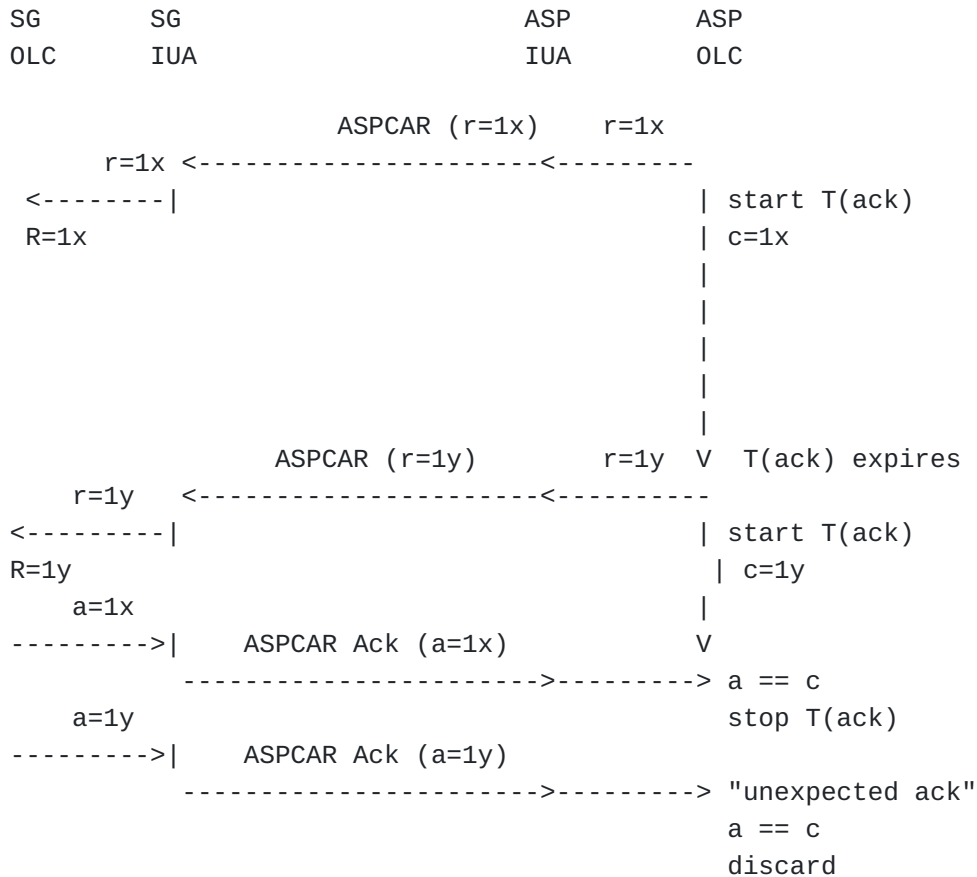 SG       SG                        ASP        ASP
OLC      IUA                       IUA        OLC
ASPCAR (r=1x)    r=1x
r=1x <-----------------------<---------
<--------|                                  | start T(ack)
R=1x                                       | c=1x
|
|
|
|
|
ASPCAR (r=1y)        r=1y  V  T(ack) expires
r=1y   <-----------------------<----------
<---------|                                  | start T(ack)
R=1y                                         | c=1y
a=1x                                    |
--------->|    ASPCAR Ack (a=1x)            V
----------------------->---------> a == c
a=1y                                      stop T(ack)
--------->|    ASPCAR Ack (a=1y)
----------------------->---------> "unexpected ack"
a == c
discard